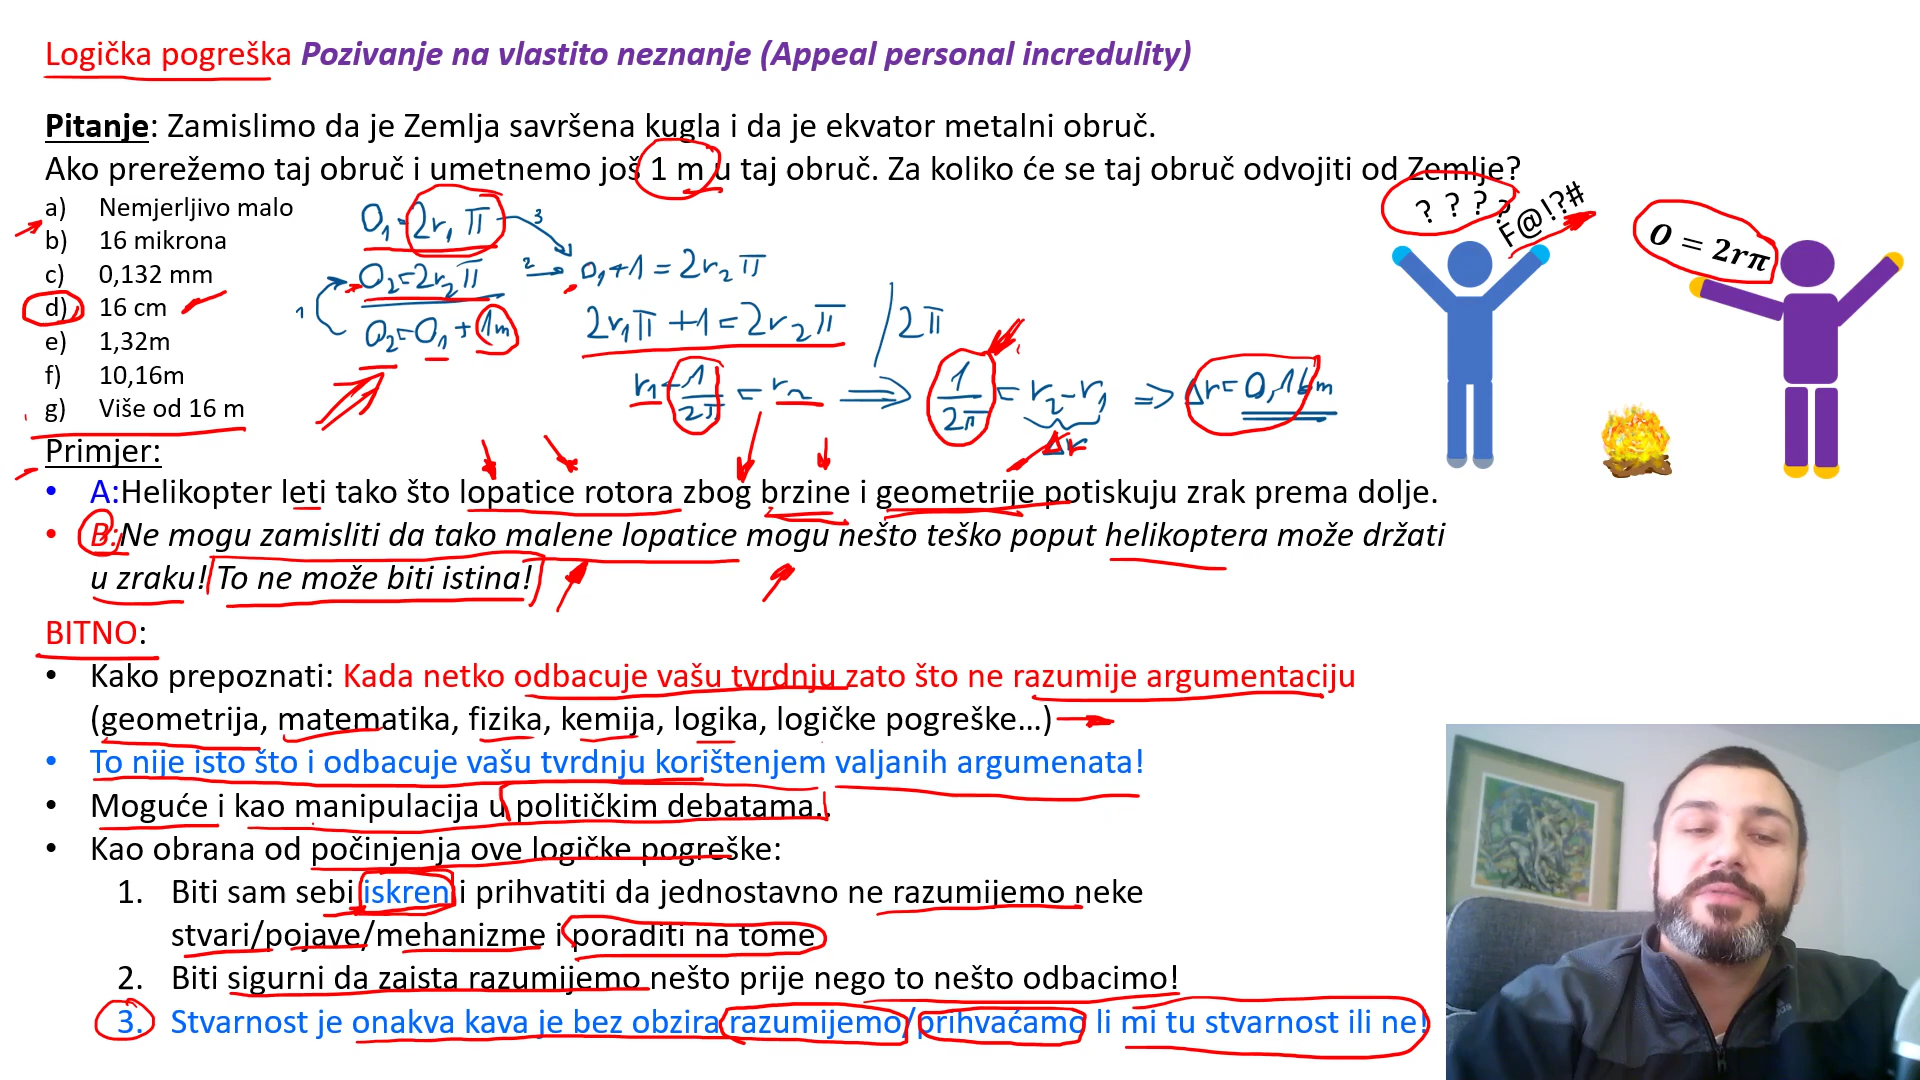 Logička pogreška Pozivanje na vlastito neznanje (Appeal personal incredulity)
Pitanje: Zamislimo da je Zemlja savršena kugla i da je ekvator metalni obruč.
Ako prerežemo taj obruč i umetnemo još 1 m u taj obruč. Za koliko će se taj obruč odvojiti od Zemlje?
a) Nemjerljivo malo
b) 16 mikrona
c) 0,132 mm
d) 16 cm
e) 1,32m
f) 10,16m
g) Više od 16 m
O₁=2r₁π 3
1 O₂=2r₂π 2 O₁+1=2r₂π
O₂=O₁+1m 2r₁π+1=2r₂π /2π
r₁+1/2π=r₂ ⟹ 1/2π=r₂-r₁ => Δr=0,16m
Δr
? ? ? ?
F@!?#
O = 2rπ
Primjer:
• A:Helikopter leti tako što lopatice rotora zbog brzine i geometrije potiskuju zrak prema dolje.
• B:Ne mogu zamisliti da tako malene lopatice mogu nešto teško poput helikoptera može držati
u zraku! To ne može biti istina!
BITNO:
• Kako prepoznati: Kada netko odbacuje vašu tvrdnju zato što ne razumije argumentaciju
(geometrija, matematika, fizika, kemija, logika, logičke pogreške...)
• To nije isto što i odbacuje vašu tvrdnju korištenjem valjanih argumenata!
• Moguće i kao manipulacija u političkim debatama..
• Kao obrana od počinjenja ove logičke pogreške:
1. Biti sam sebi iskren i prihvatiti da jednostavno ne razumijemo neke
stvari/pojave/mehanizme i poraditi na tome
2. Biti sigurni da zaista razumijemo nešto prije nego to nešto odbacimo!
3. Stvarnost je onakva kava je bez obzira razumijemo/prihvaćamo li mi tu stvarnost ili ne!